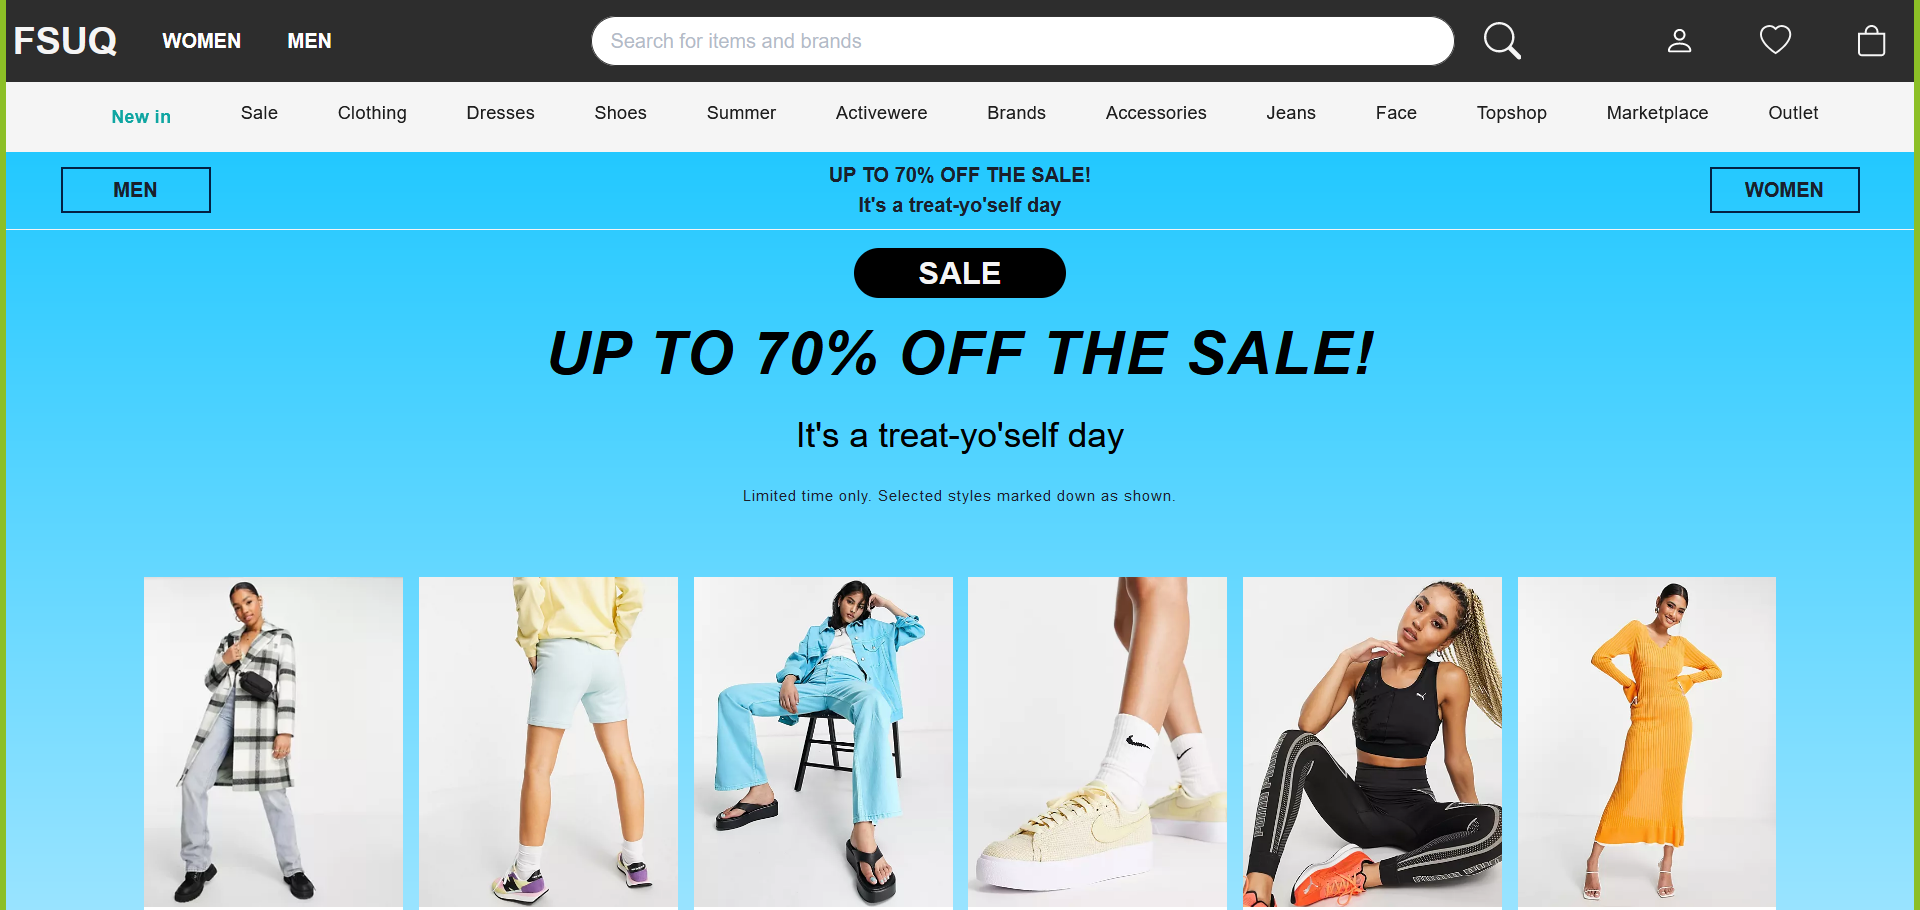 FSUQ WOMEN MEN Search for items and brands
New in Sale Clothing Dresses Shoes Summer Activewere Brands Accessories Jeans Face Topshop Marketplace Outlet
MEN
UP TO 70% OFF THE SALE!
It's a treat-yo'self day
WOMEN
SALE
UP TO 70% OFF THE SALE!
It's a treat-yo'self day
Limited time only. Selected styles marked down as shown.